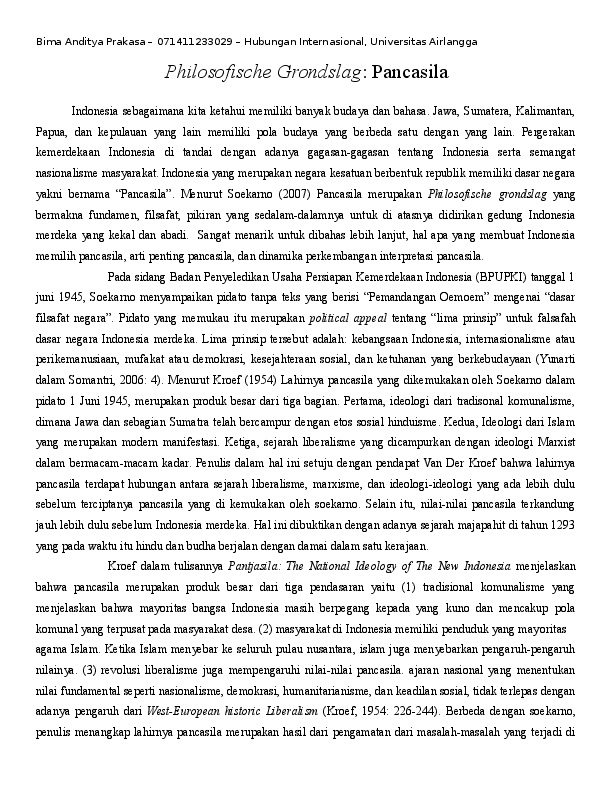 Bima Anditya Prakasa – 071411233029 – Hubungan Internasional, Universitas Airlangga
Philosofische Grondslag: Pancasila
Indonesia sebagaimana kita ketahui memiliki banyak budaya dan bahasa. Jawa, Sumatera, Kalimantan,
Papua, dan kepulauan yang lain memiliki pola budaya yang berbeda satu dengan yang lain. Pergerakan
kemerdekaan Indonesia di tandai dengan adanya gagasan-gagasan tentang Indonesia serta semangat
nasionalisme masyarakat. Indonesia yang merupakan negara kesatuan berbentuk republik memiliki dasar negara
yakni bernama “Pancasila”. Menurut Soekarno (2007) Pancasila merupakan Philosofische grondslag yang
bermakna fundamen, filsafat, pikiran yang sedalam-dalamnya untuk di atasnya didirikan gedung Indonesia
merdeka yang kekal dan abadi. Sangat menarik untuk dibahas lebih lanjut, hal apa yang membuat Indonesia
memilih pancasila, arti penting pancasila, dan dinamika perkembangan interpretasi pancasila.
Pada sidang Badan Penyeledikan Usaha Persiapan Kemerdekaan Indonesia (BPUPKI) tanggal 1
juni 1945, Soekarno menyampaikan pidato tanpa teks yang berisi “Pemandangan Oemoem” mengenai “dasar
filsafat negara”. Pidato yang memukau itu merupakan political appeal tentang “lima prinsip” untuk falsafah
dasar negara Indonesia merdeka. Lima prinsip tersebut adalah: kebangsaan Indonesia, internasionalisme atau
perikemanusiaan, mufakat atau demokrasi, kesejahteraan sosial, dan ketuhanan yang berkebudayaan (Yunarti
dalam Somantri, 2006: 4). Menurut Kroef (1954) Lahirnya pancasila yang dikemukakan oleh Soekarno dalam
pidato 1 Juni 1945, merupakan produk besar dari tiga bagian. Pertama, ideologi dari tradisonal komunalisme,
dimana Jawa dan sebagian Sumatra telah bercampur dengan etos sosial hinduisme. Kedua, Ideologi dari Islam
yang merupakan modern manifestasi. Ketiga, sejarah liberalisme yang dicampurkan dengan ideologi Marxist
dalam bermacam-macam kadar. Penulis dalam hal ini setuju dengan pendapat Van Der Kroef bahwa lahirnya
pancasila terdapat hubungan antara sejarah liberalisme, marxisme, dan ideologi-ideologi yang ada lebih dulu
sebelum terciptanya pancasila yang di kemukakan oleh soekarno. Selain itu, nilai-nilai pancasila terkandung
jauh lebih dulu sebelum Indonesia merdeka. Hal ini dibuktikan dengan adanya sejarah majapahit di tahun 1293
yang pada waktu itu hindu dan budha berjalan dengan damai dalam satu kerajaan.
Kroef dalam tulisannya Pantjasila: The National Ideology of The New Indonesia menjelaskan
bahwa pancasila merupakan produk besar dari tiga pendasaran yaitu (1) tradisional komunalisme yang
menjelaskan bahwa mayoritas bangsa Indonesia masih berpegang kepada yang kuno dan mencakup pola
komunal yang terpusat pada masyarakat desa. (2) masyarakat di Indonesia memiliki penduduk yang mayoritas
agama Islam. Ketika Islam menyebar ke seluruh pulau nusantara, islam juga menyebarkan pengaruh-pengaruh
nilainya. (3) revolusi liberalisme juga mempengaruhi nilai-nilai pancasila. ajaran nasional yang menentukan
nilai fundamental seperti nasionalisme, demokrasi, humanitarianisme, dan keadilan sosial, tidak terlepas dengan
adanya pengaruh dari West-European historic Liberalism (Kroef, 1954: 226-244). Berbeda dengan soekarno,
penulis menangkap lahirnya pancasila merupakan hasil dari pengamatan dari masalah-masalah yang terjadi di